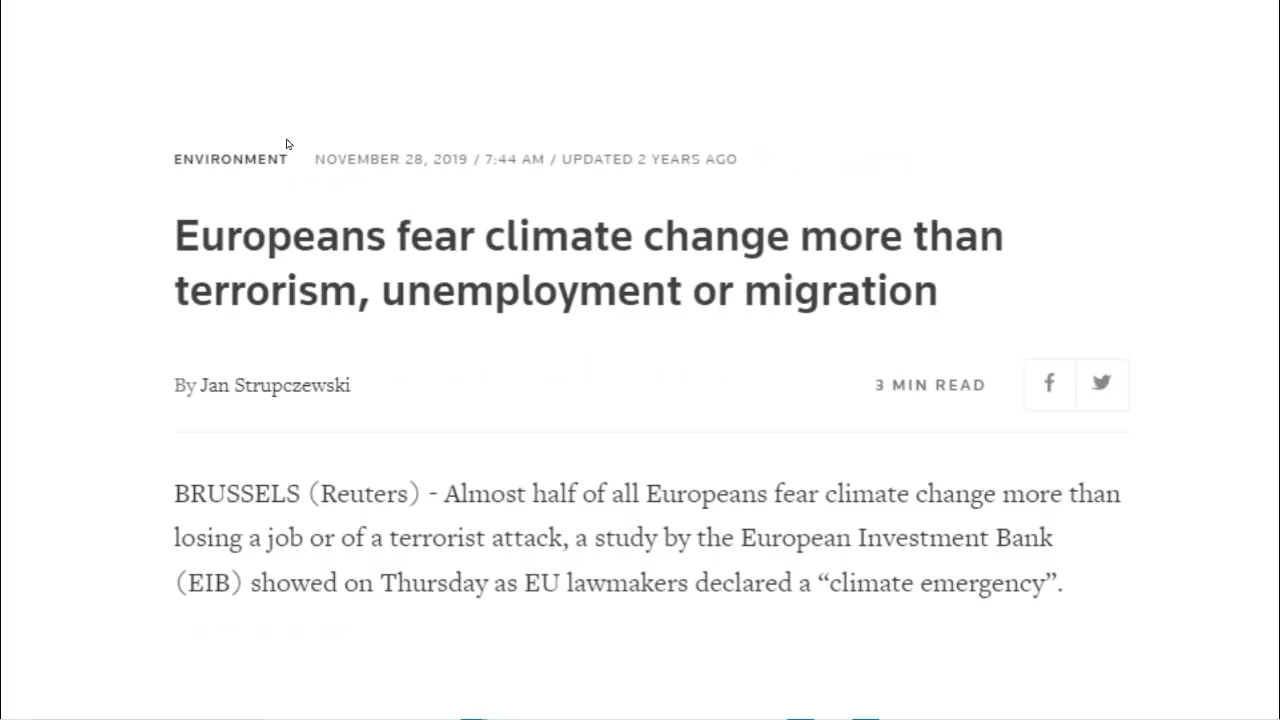 ENVIRONMENT NOVEMBER 28, 2019 / 7:44 AM / UPDATED 2 YEARS AGO
Europeans fear climate change more than
terrorism, unemployment or migration
By Jan Strupczewski 3 MIN READ
BRUSSELS (Reuters) - Almost half of all Europeans fear climate change more than
losing a job or of a terrorist attack, a study by the European Investment Bank
(EIB) showed on Thursday as EU lawmakers declared a “climate emergency”.